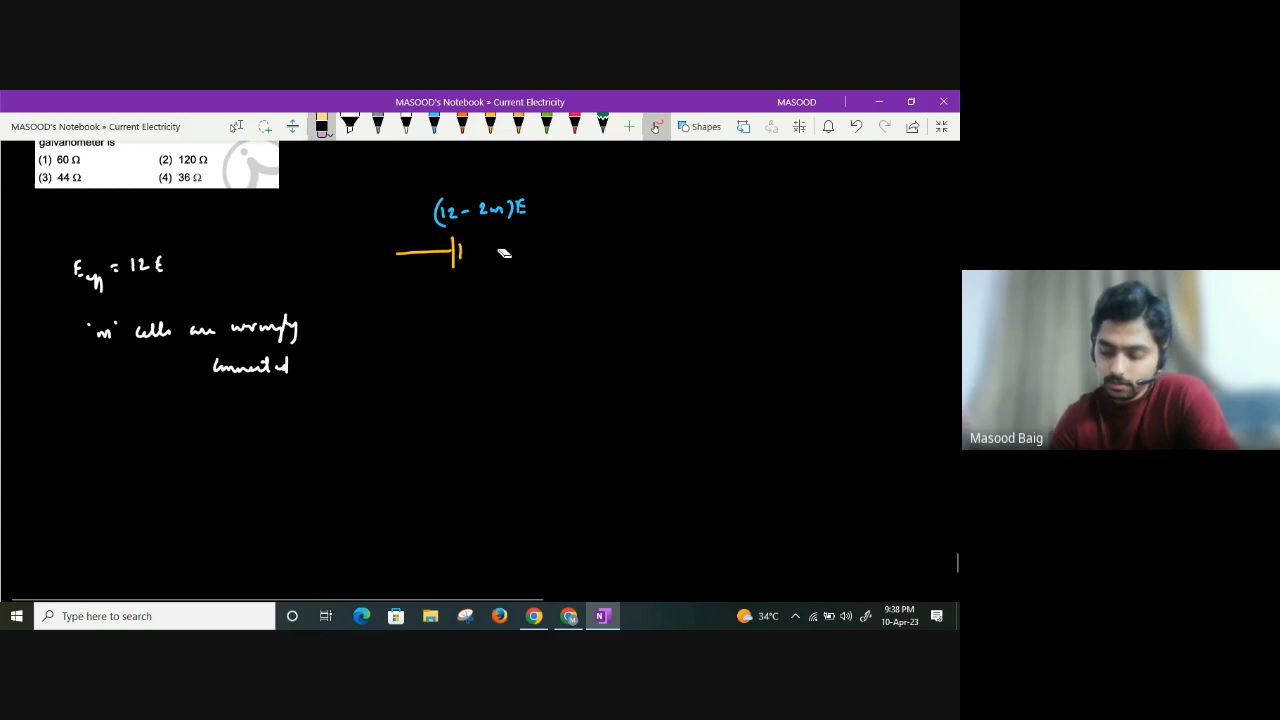 MASOOD's Notebook » Current Electricity
MASOOD
MASOOD's Notebook » Current Electricity
Shapes
galvanometer is
(1) 60 Ω (2) 120 Ω
(3) 44 Ω (4) 36 Ω
(12 - 2m)E
E eff = 12 E
'm' cells are wrongly
connected
Masood Baig
Type here to search
34°C
9:38 PM
10-Apr-23